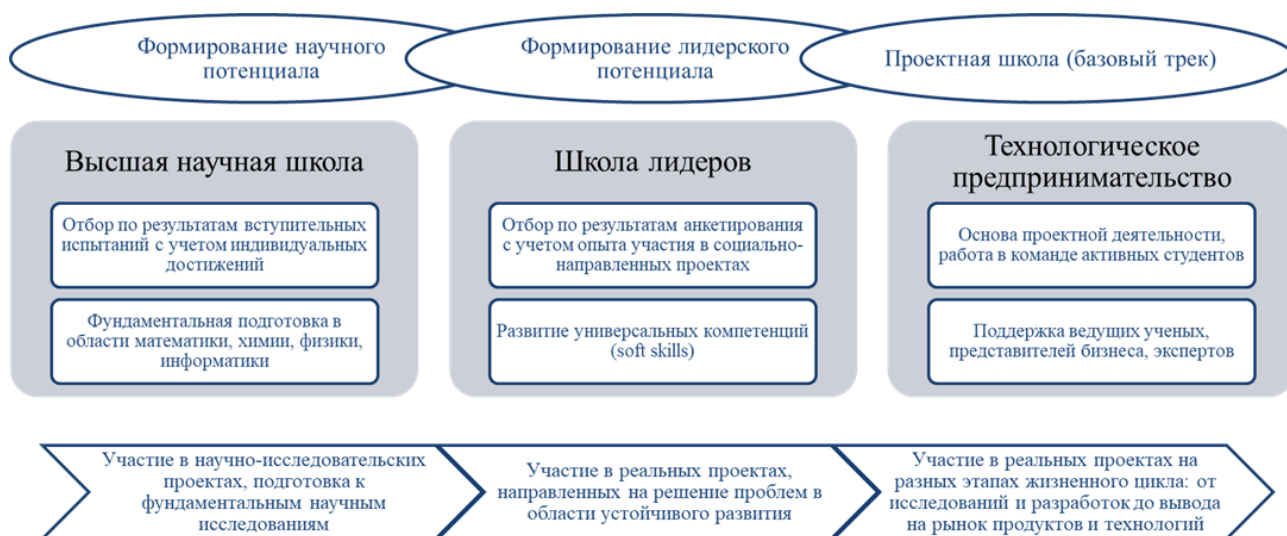 Формирование научного
потенциала
Формирование лидерского
потенциала
Проектная школа (базовый трек)
Высшая научная школа
Отбор по результатам вступительных
испытаний с учетом индивидуальных
достижений
Фундаментальная подготовка в
области математики, химии, физики,
информатики
Школа лидеров
Отбор по результатам анкетирования
с учетом опыта участия в социально-
направленных проектах
Развитие универсальных компетенций
(soft skills)
Технологическое
предпринимательство
Основа проектной деятельности,
работа в команде активных студентов
Поддержка ведущих ученых,
представителей бизнеса, экспертов
Участие в научно-исследовательских
проектах, подготовка к
фундаментальным научным
исследованиям
Участие в реальных проектах,
направленных на решение проблем в
области устойчивого развития
Участие в реальных проектах на
разных этапах жизненного цикла: от
исследований и разработок до вывода
на рынок продуктов и технологий